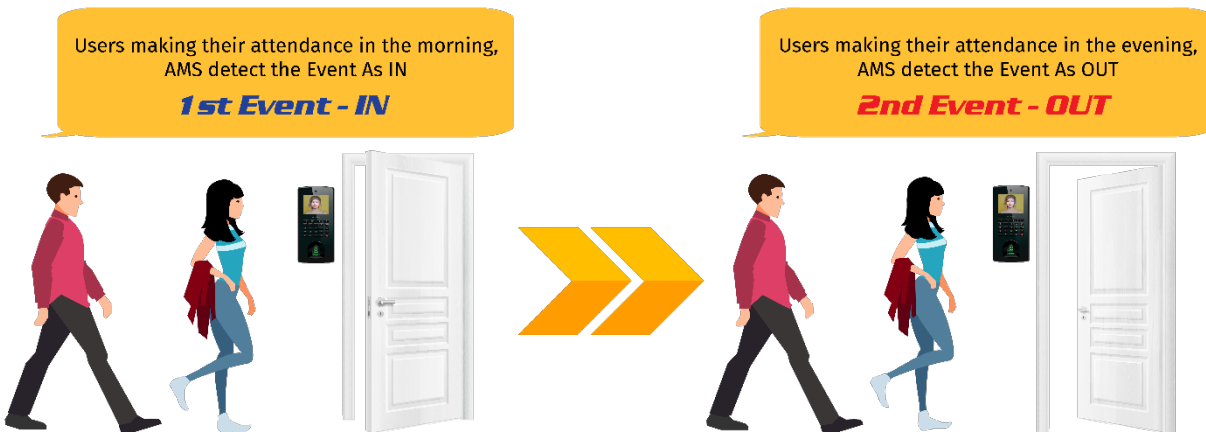 Users making their attendance in the morning,
AMS detect the Event As IN
1st Event - IN
Users making their attendance in the evening,
AMS detect the Event As OUT
2nd Event - OUT